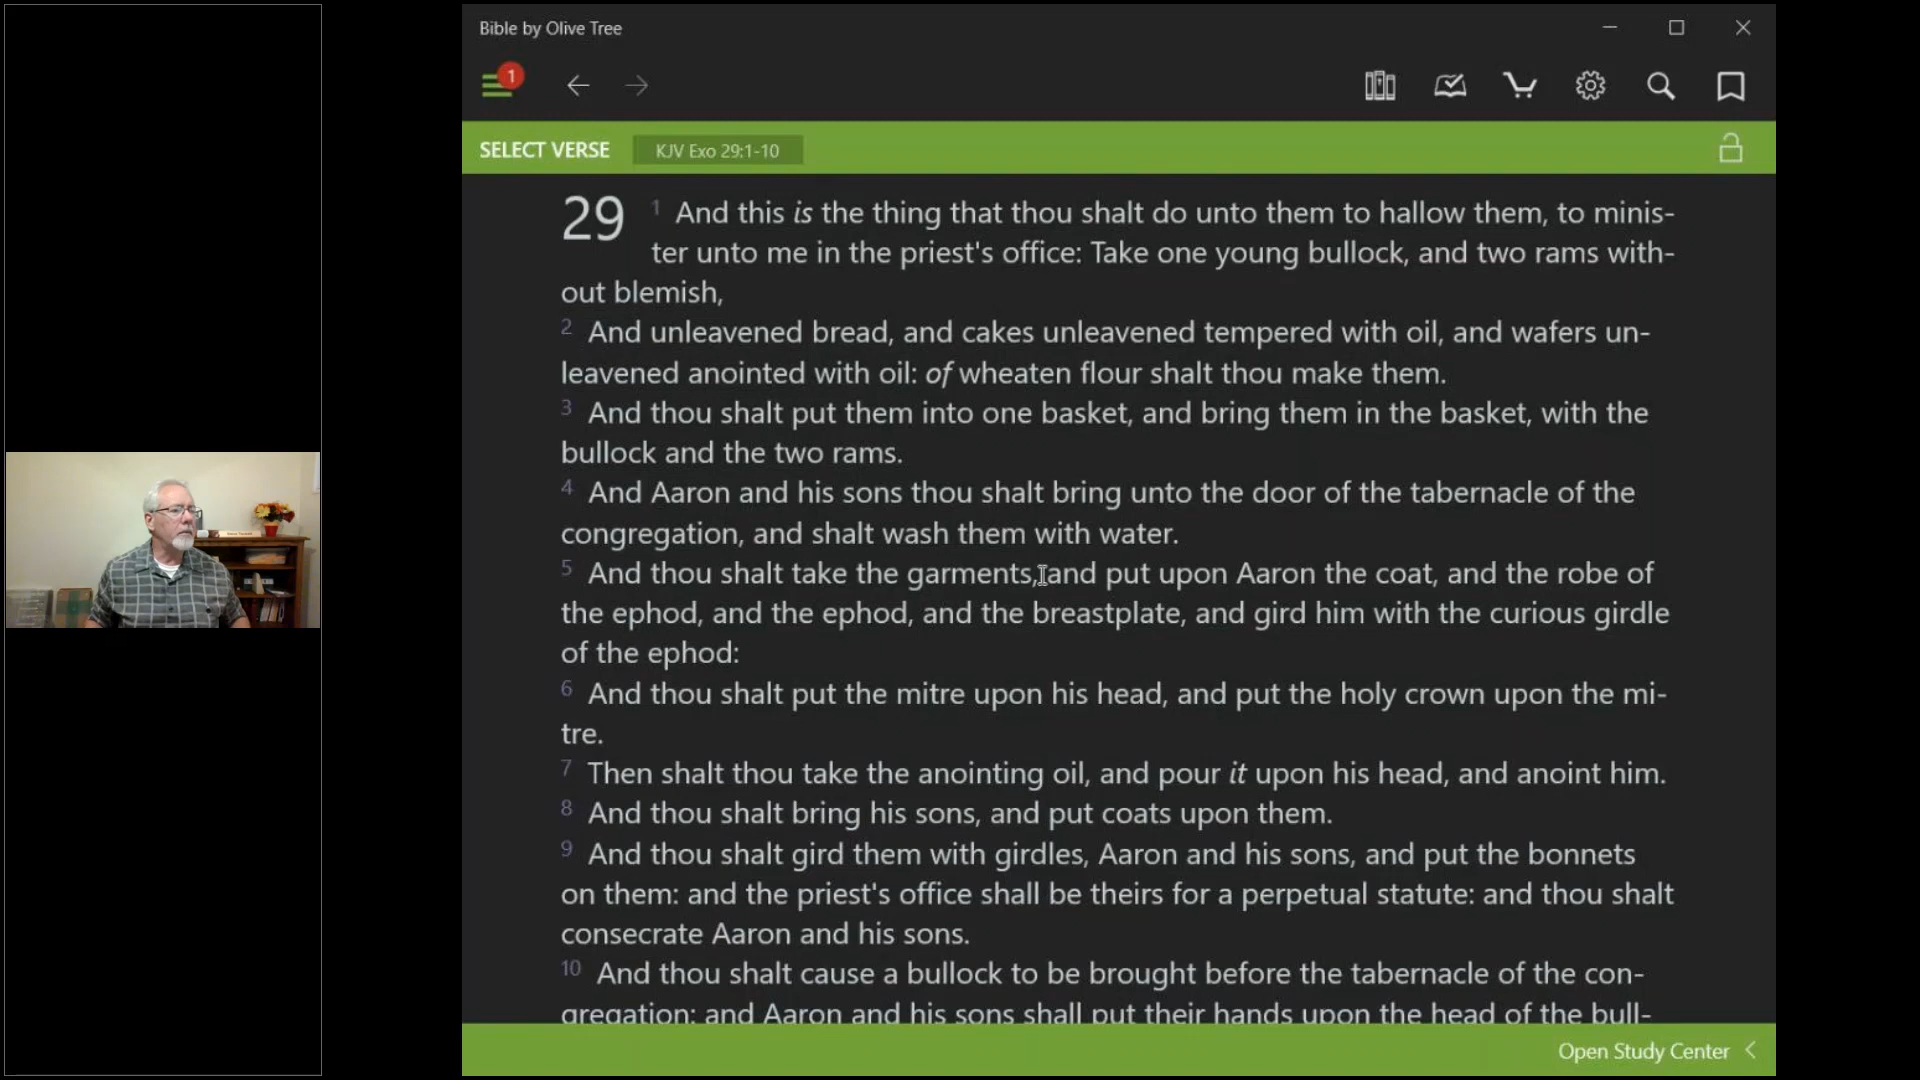 Bible by Olive Tree
1
SELECT VERSE KJV Exo 29:1-10
29 1 And this is the thing that thou shalt do unto them to hallow them, to minis-
ter unto me in the priest's office: Take one young bullock, and two rams with-
out blemish,
2 And unleavened bread, and cakes unleavened tempered with oil, and wafers un-
leavened anointed with oil: of wheaten flour shalt thou make them.
3 And thou shalt put them into one basket, and bring them in the basket, with the
bullock and the two rams.
4 And Aaron and his sons thou shalt bring unto the door of the tabernacle of the
congregation, and shalt wash them with water.
5 And thou shalt take the garments, and put upon Aaron the coat, and the robe of
the ephod, and the ephod, and the breastplate, and gird him with the curious girdle
of the ephod:
6 And thou shalt put the mitre upon his head, and put the holy crown upon the mi-
tre.
7 Then shalt thou take the anointing oil, and pour it upon his head, and anoint him.
8 And thou shalt bring his sons, and put coats upon them.
9 And thou shalt gird them with girdles, Aaron and his sons, and put the bonnets
on them: and the priest's office shall be theirs for a perpetual statute: and thou shalt
consecrate Aaron and his sons.
10 And thou shalt cause a bullock to be brought before the tabernacle of the con-
gregation: and Aaron and his sons shall put their hands upon the head of the bull-
Open Study Center